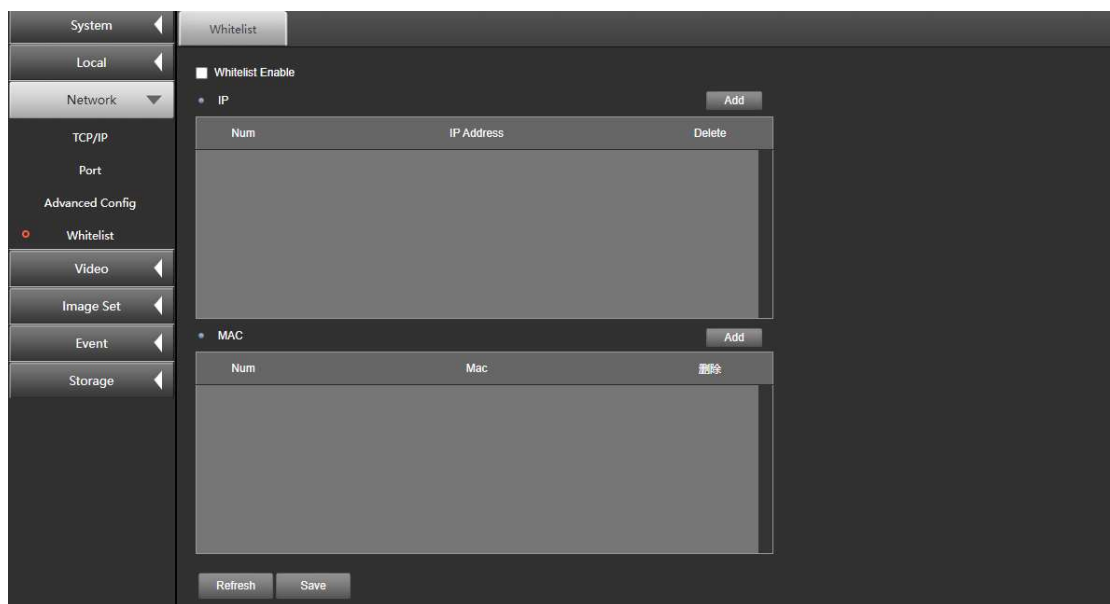 System
Local
Network
TCP/IP
Port
Advanced Config
Whitelist
Video
Image Set
Event
Storage
Whitelist
Whitelist Enable
IP Add
Num IP Address Delete
MAC Add
Num Mac 删除
Refresh Save